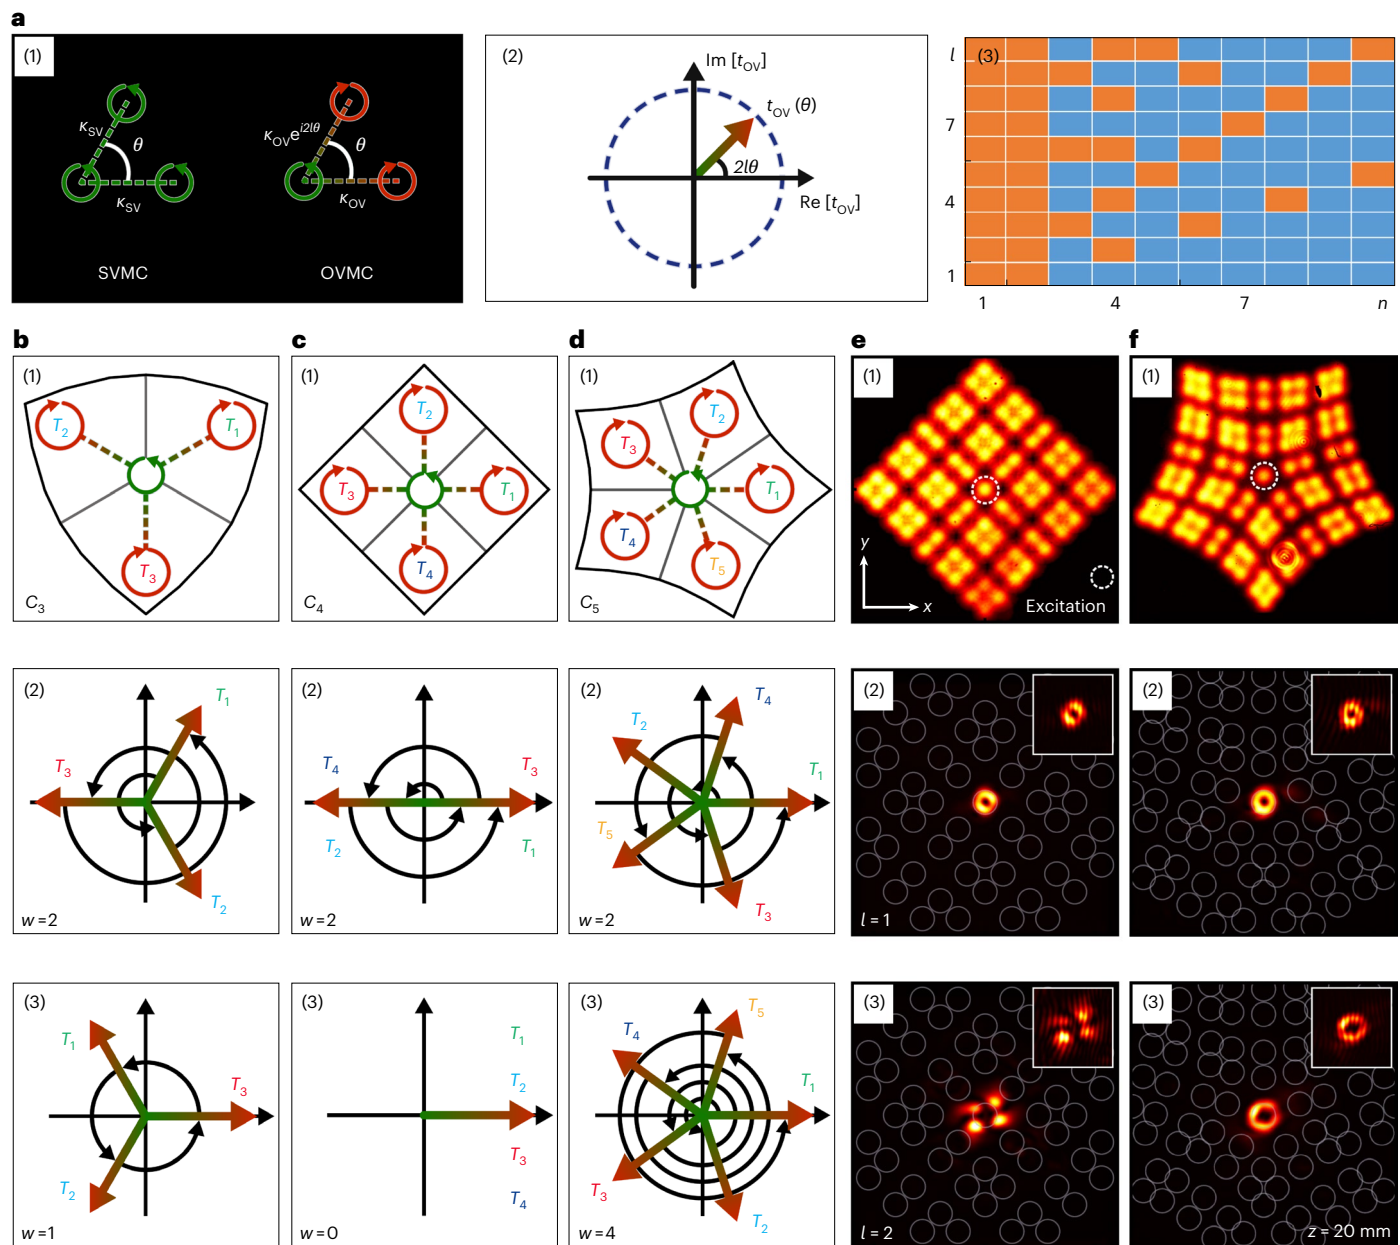 a
(1)
κSV
θ
κSV
SVMC
κOVe^i2lθ
θ
κOV
OVMC
(2)
Im [tOV]
tOV (θ)
2lθ
Re [tOV]
(3)
l
7
4
1
1 4 7 n
b
(1)
T2
T1
T3
C3
c
(1)
T2
T3
T1
T4
C4
d
(1)
T2
T3
T1
T4
T5
C5
e
(1)
y
x
Excitation
f
(1)
(2)
T1
T3
T2
w = 2
(2)
T4
T3
T2
T1
w = 2
(2)
T4
T2
T1
T5
T3
w = 2
(2)
l = 1
(2)
(3)
T1
T3
T2
w = 1
(3)
T1
T2
T3
T4
w = 0
(3)
T5
T4
T1
T3
T2
w = 4
(3)
l = 2
(3)
z = 20 mm